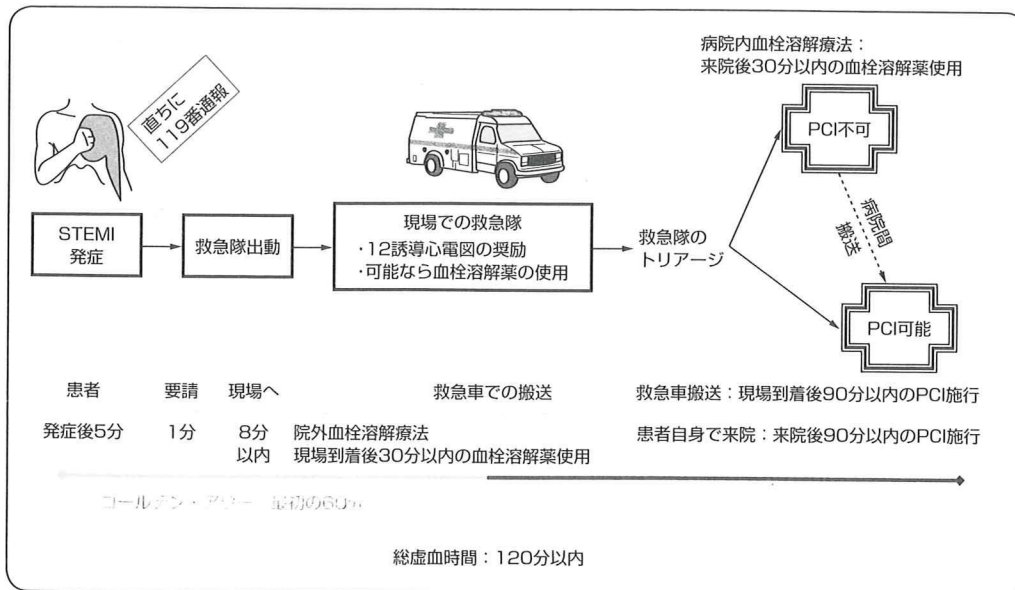 病院内血栓溶解療法：
来院後30分以内の血栓溶解薬使用
直ちに
119番通報
PCI不可
STEMI
発症
救急隊出動
現場での救急隊
・12誘導心電図の奨励
・可能なら血栓溶解薬の使用
救急隊の
トリアージ
病院間
搬送
PCI可能
患者 要請 現場へ 救急車での搬送 救急車搬送：現場到着後90分以内のPCI施行
発症後5分 1分 8分 院外血栓溶解療法 患者自身で来院：来院後90分以内のPCI施行
以内 現場到着後30分以内の血栓溶解薬使用
最初の60
総虚血時間：120分以内